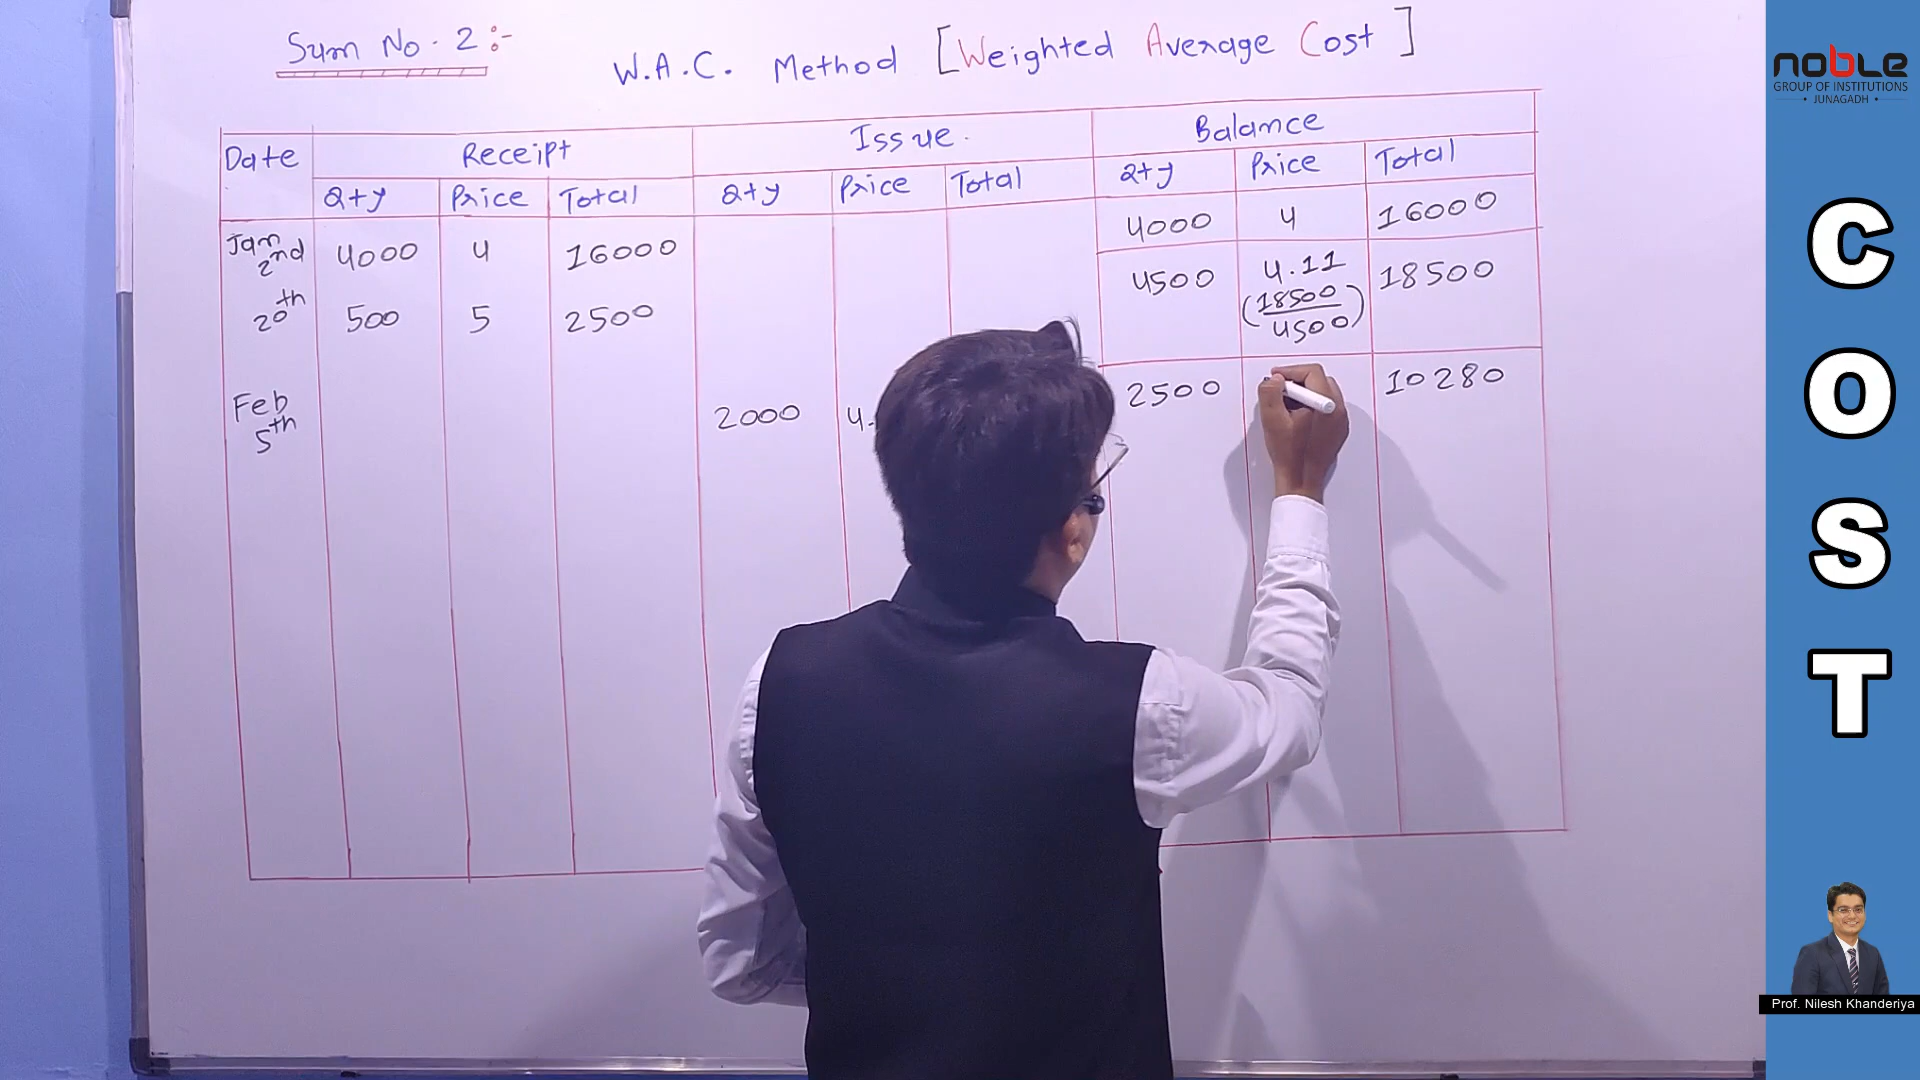 Sum No. 2 :-
W.A.C. Method [Weighted Average Cost]
Date Receipt Issue. Balance
Qty Price Total Qty Price Total Qty Price Total
4000 4 16000
Jan 2nd 4000 4 16000
4500 4.11 18500
(18500/4500)
20th 500 5 2500
2500 10280
Feb 5th 2000 4.
noble
GROUP OF INSTITUTIONS
• JUNAGADH •
COST
Prof. Nilesh Khanderiya